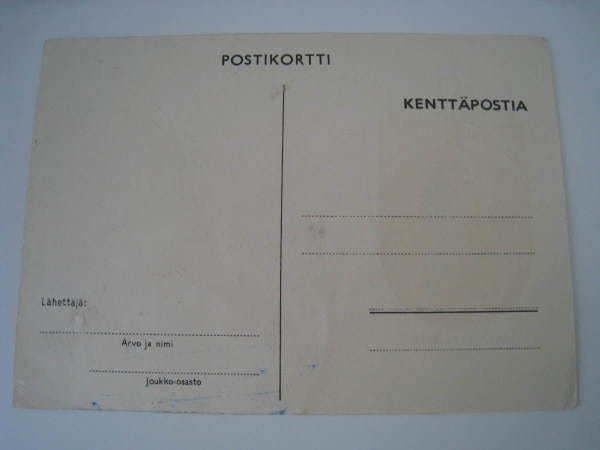 POSTIKORTTI
KENTTÄPOSTIA
Lähettäjä:
Arvo ja nimi
Joukko-osasto